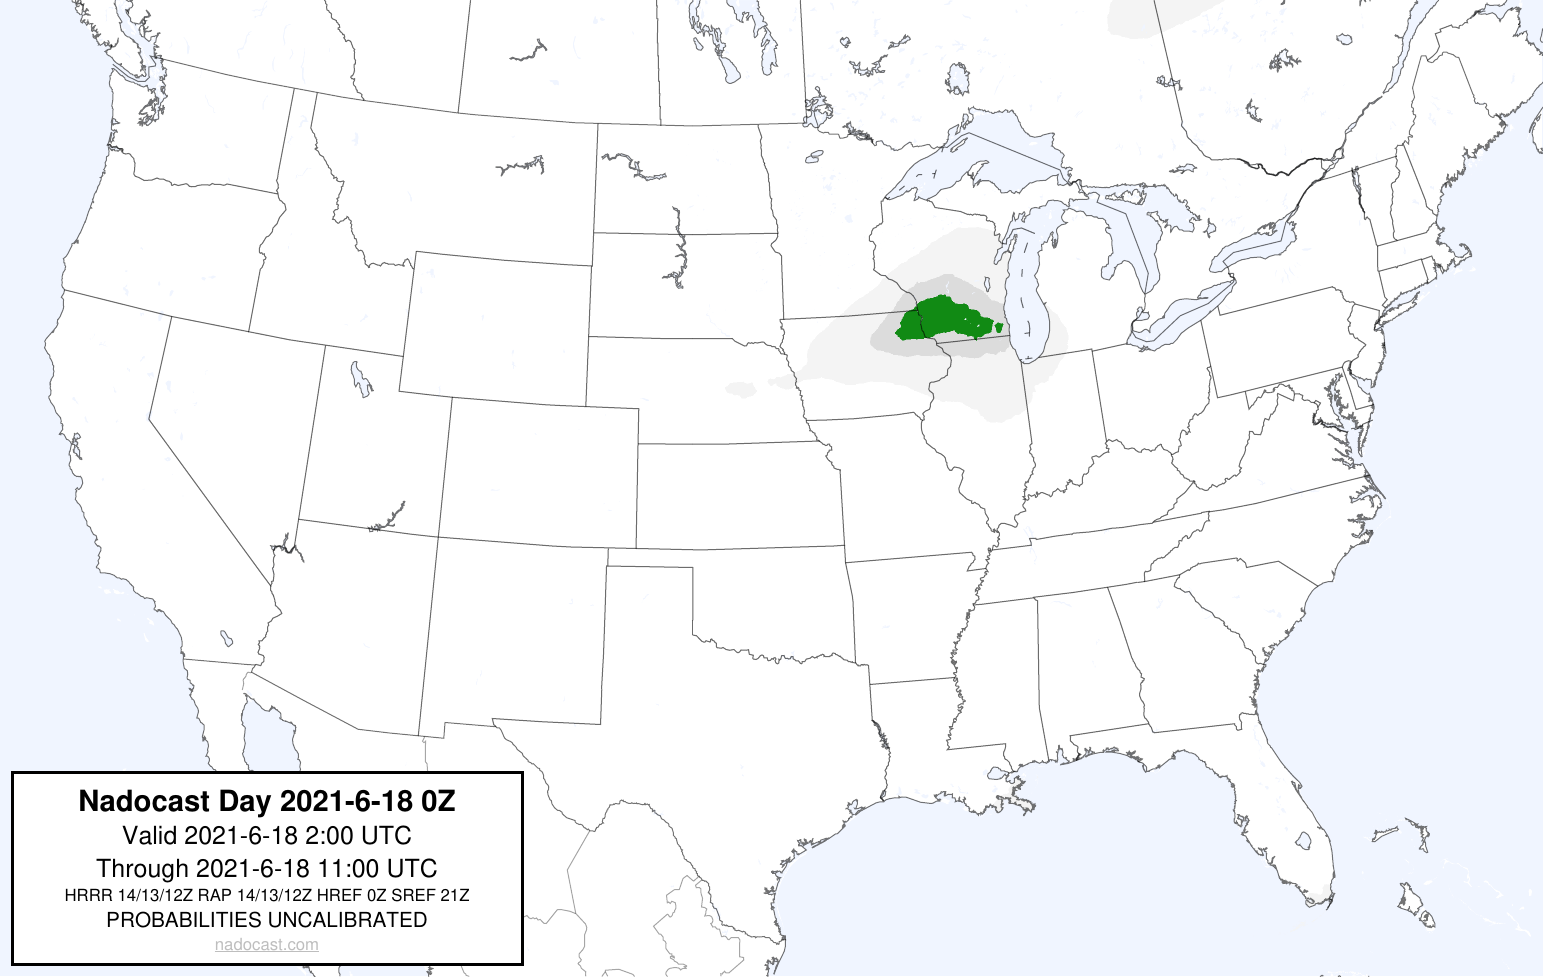 Nadocast Day 2021-6-18 0Z
Valid 2021-6-18 2:00 UTC
Through 2021-6-18 11:00 UTC
HRRR 14/13/12Z RAP 14/13/12Z HREF 0Z SREF 21Z
PROBABILITIES UNCALIBRATED
nadocast.com